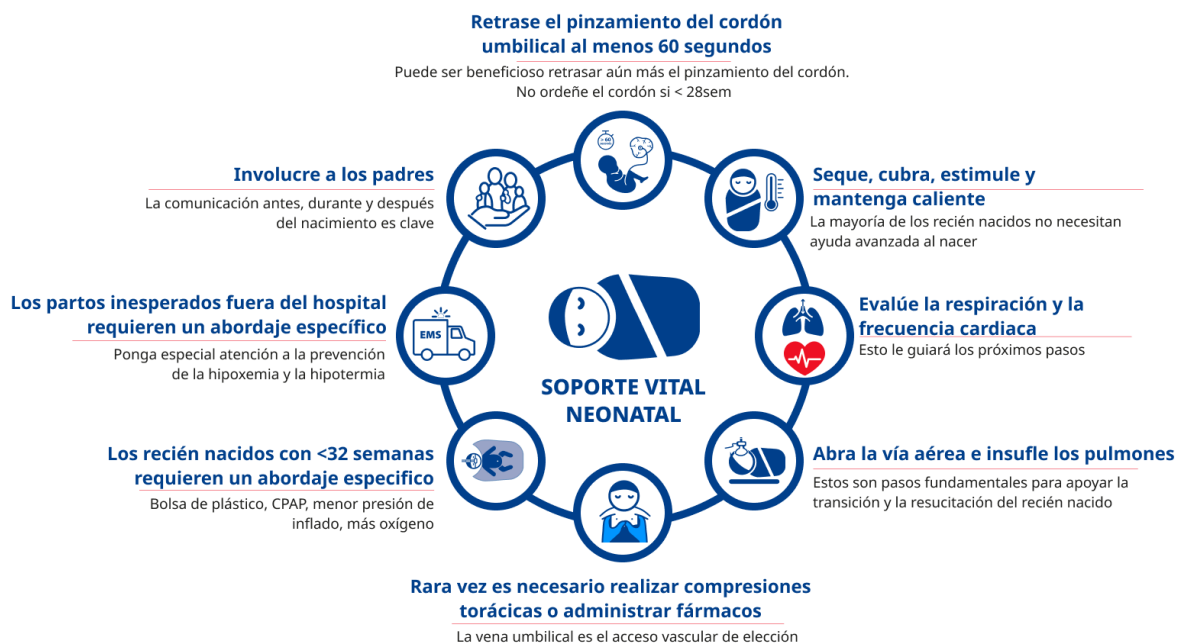 Retrase el pinzamiento del cordón
umbilical al menos 60 segundos
Puede ser beneficioso retrasar aún más el pinzamiento del cordón.
No ordeñe el cordón si < 28sem
> 60
Seque, cubra, estimule y
mantenga caliente
La mayoría de los recién nacidos no necesitan
ayuda avanzada al nacer
Evalúe la respiración y la
frecuencia cardiaca
Esto le guiará los próximos pasos
Abra la vía aérea e insufle los pulmones
Estos son pasos fundamentales para apoyar la
transición y la resucitación del recién nacido
Rara vez es necesario realizar compresiones
torácicas o administrar fármacos
La vena umbilical es el acceso vascular de elección
Los recién nacidos con <32 semanas
requieren un abordaje especifico
Bolsa de plástico, CPAP, menor presión de
inflado, más oxígeno
Los partos inesperados fuera del hospital
requieren un abordaje específico
Ponga especial atención a la prevención
de la hipoxemia y la hipotermia
EMS
Involucre a los padres
La comunicación antes, durante y después
del nacimiento es clave
SOPORTE VITAL
NEONATAL